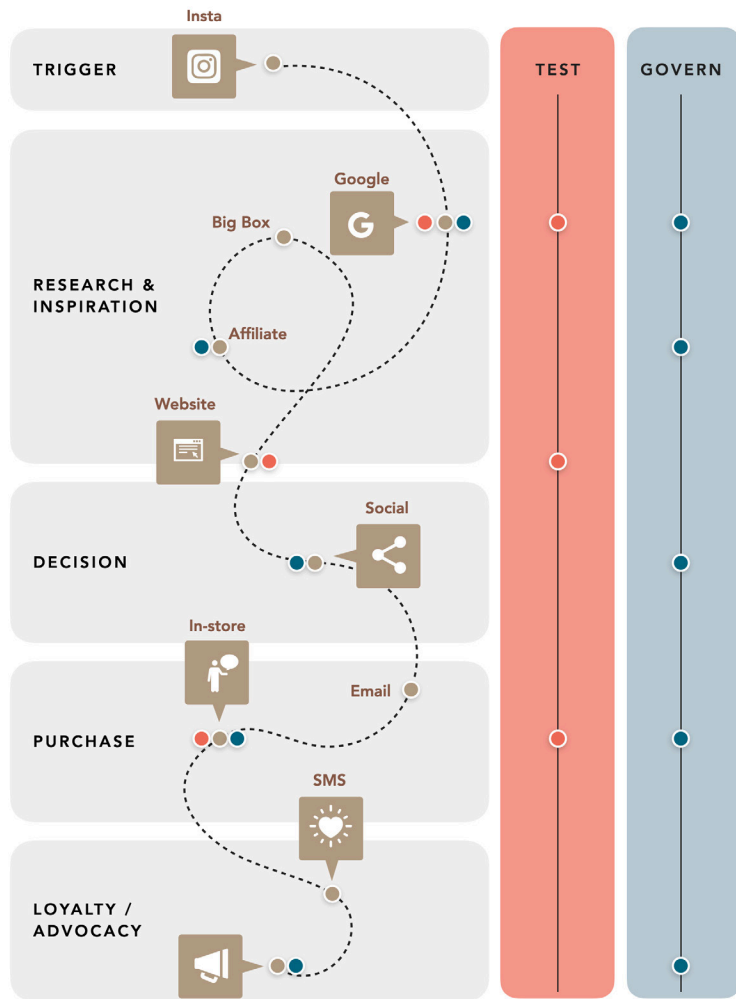 Insta
TRIGGER
TEST
GOVERN
Google
G
Big Box
RESEARCH &
INSPIRATION
Affiliate
Website
Social
DECISION
In-store
Email
PURCHASE
SMS
LOYALTY /
ADVOCACY